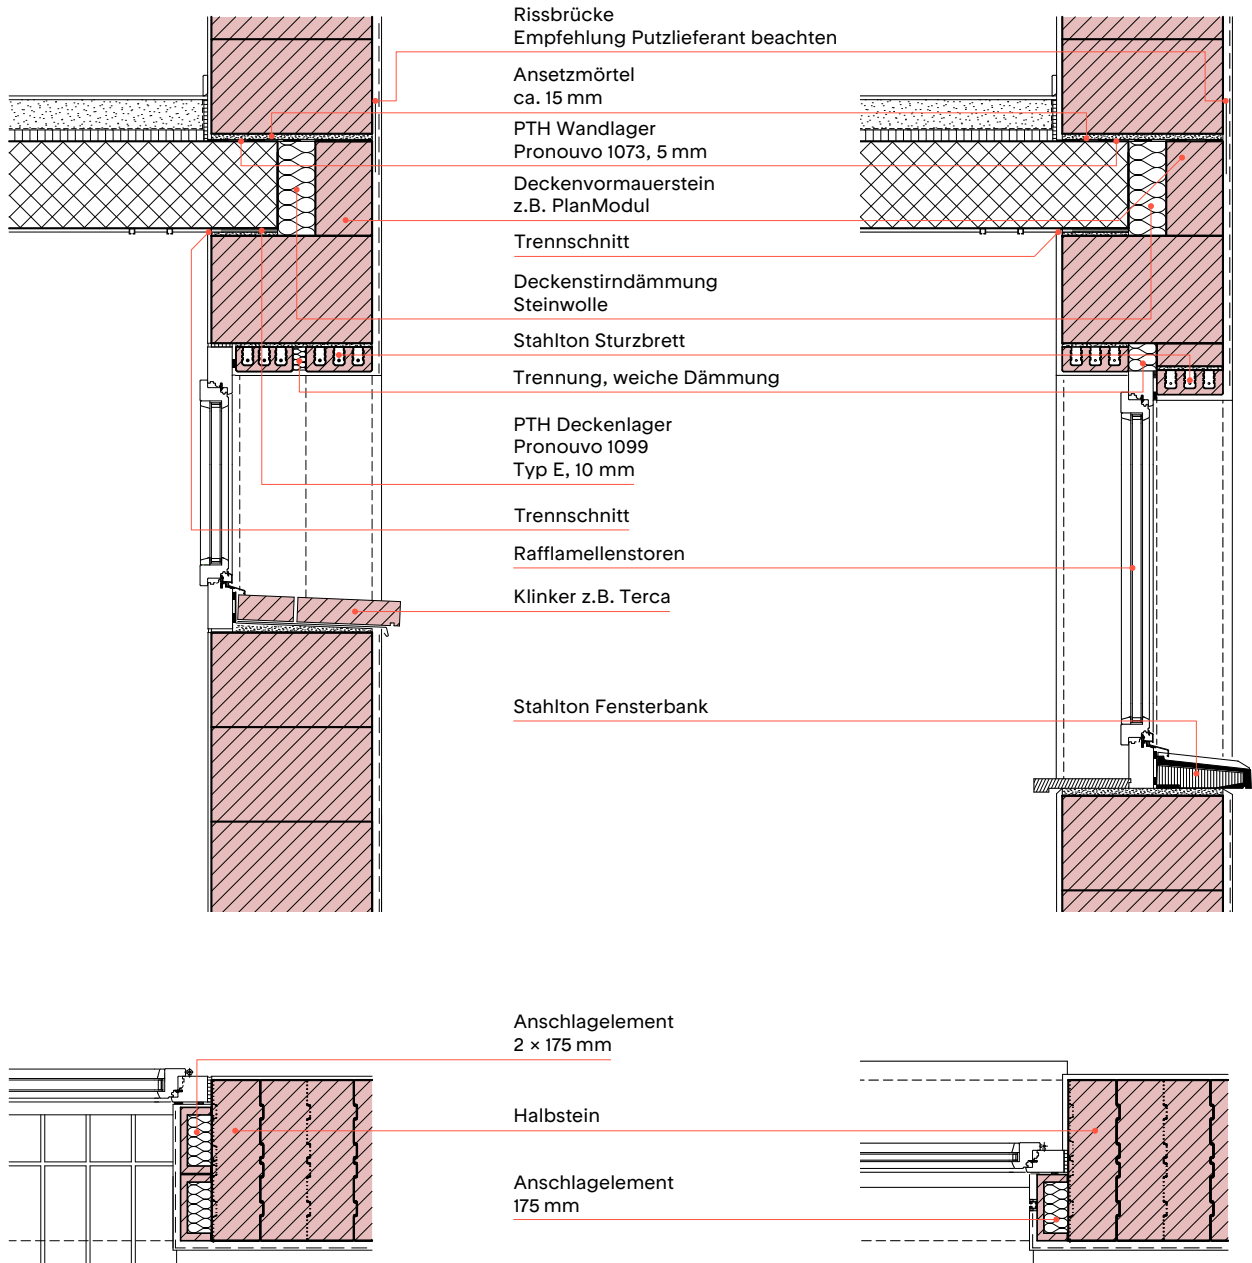 Rissbrücke
Empfehlung Putzlieferant beachten
Ansetzmörtel
ca. 15 mm
PTH Wandlager
Pronouvo 1073, 5 mm
Deckenvormauerstein
z.B. PlanModul
Trennschnitt
Deckenstirndämmung
Steinwolle
Stahlton Sturzbrett
Trennung, weiche Dämmung
PTH Deckenlager
Pronouvo 1099
Typ E, 10 mm
Trennschnitt
Rafflamellenstoren
Klinker z.B. Terca
Stahlton Fensterbank
Anschlagelement
2 × 175 mm
Halbstein
Anschlagelement
175 mm